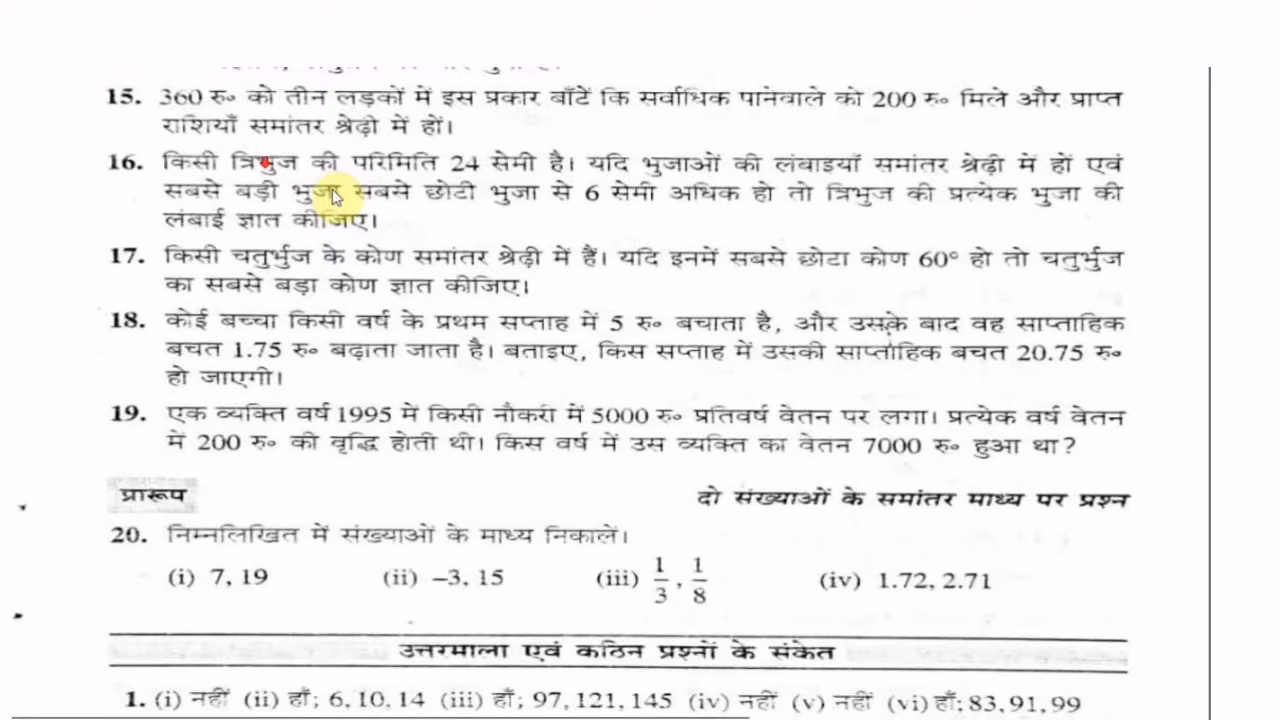 15. 360 रु० को तीन लड़कों में इस प्रकार बाँटें कि सर्वाधिक पानेवाले को 200 रु० मिले और प्राप्त
राशियाँ समांतर श्रेढ़ी में हों।
16. किसी त्रिभुज की परिमिति 24 सेमी है। यदि भुजाओं की लंबाइयाँ समांतर श्रेढ़ी में हों एवं
सबसे बड़ी भुजा सबसे छोटी भुजा से 6 सेमी अधिक हो तो त्रिभुज की प्रत्येक भुजा की
लंबाई ज्ञात कीजिए।
17. किसी चतुर्भुज के कोण समांतर श्रेढ़ी में हैं। यदि इनमें सबसे छोटा कोण 60° हो तो चतुर्भुज
का सबसे बड़ा कोण ज्ञात कीजिए।
18. कोई बच्चा किसी वर्ष के प्रथम सप्ताह में 5 रु० बचाता है, और उसके बाद वह साप्ताहिक
बचत 1.75 रु० बढ़ाता जाता है। बताइए, किस सप्ताह में उसकी साप्ताहिक बचत 20.75 रु०
हो जाएगी।
19. एक व्यक्ति वर्ष 1995 में किसी नौकरी में 5000 रु० प्रतिवर्ष वेतन पर लगा। प्रत्येक वर्ष वेतन
में 200 रु० की वृद्धि होती थी। किस वर्ष में उस व्यक्ति का वेतन 7000 रु० हुआ था?
प्रारूप दो संख्याओं के समांतर माध्य पर प्रश्न
20. निम्नलिखित में संख्याओं के माध्य निकालें।
(i) 7, 19 (ii) –3, 15 (iii) 1/3, 1/8 (iv) 1.72, 2.71
उत्तरमाला एवं कठिन प्रश्नों के संकेत
1. (i) नहीं (ii) हाँ; 6, 10, 14 (iii) हाँ; 97, 121, 145 (iv) नहीं (v) नहीं (vi) हाँ; 83, 91, 99